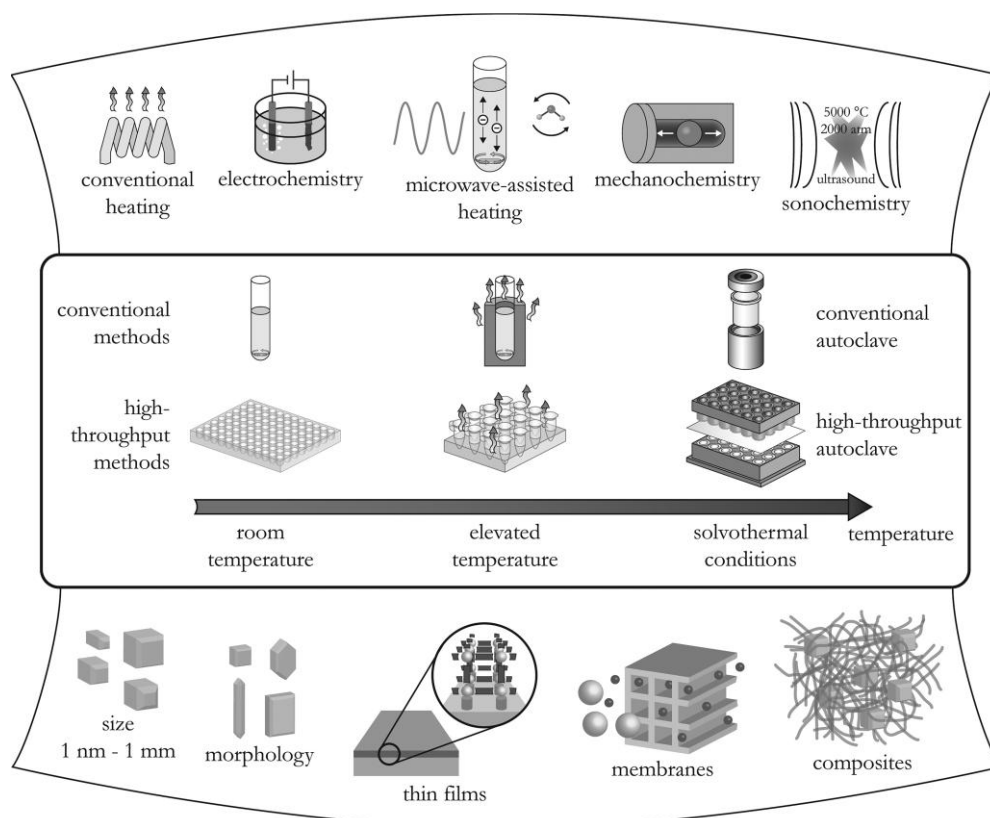 conventional
heating
electrochemistry
microwave-assisted
heating
mechanochemistry
5000 °C
2000 atm
ultrasound
sonochemistry
conventional
methods
conventional
autoclave
high-
throughput
methods
high-throughput
autoclave
room
temperature
elevated
temperature
solvothermal
conditions
temperature
size
1 nm - 1 mm
morphology
thin films
membranes
composites